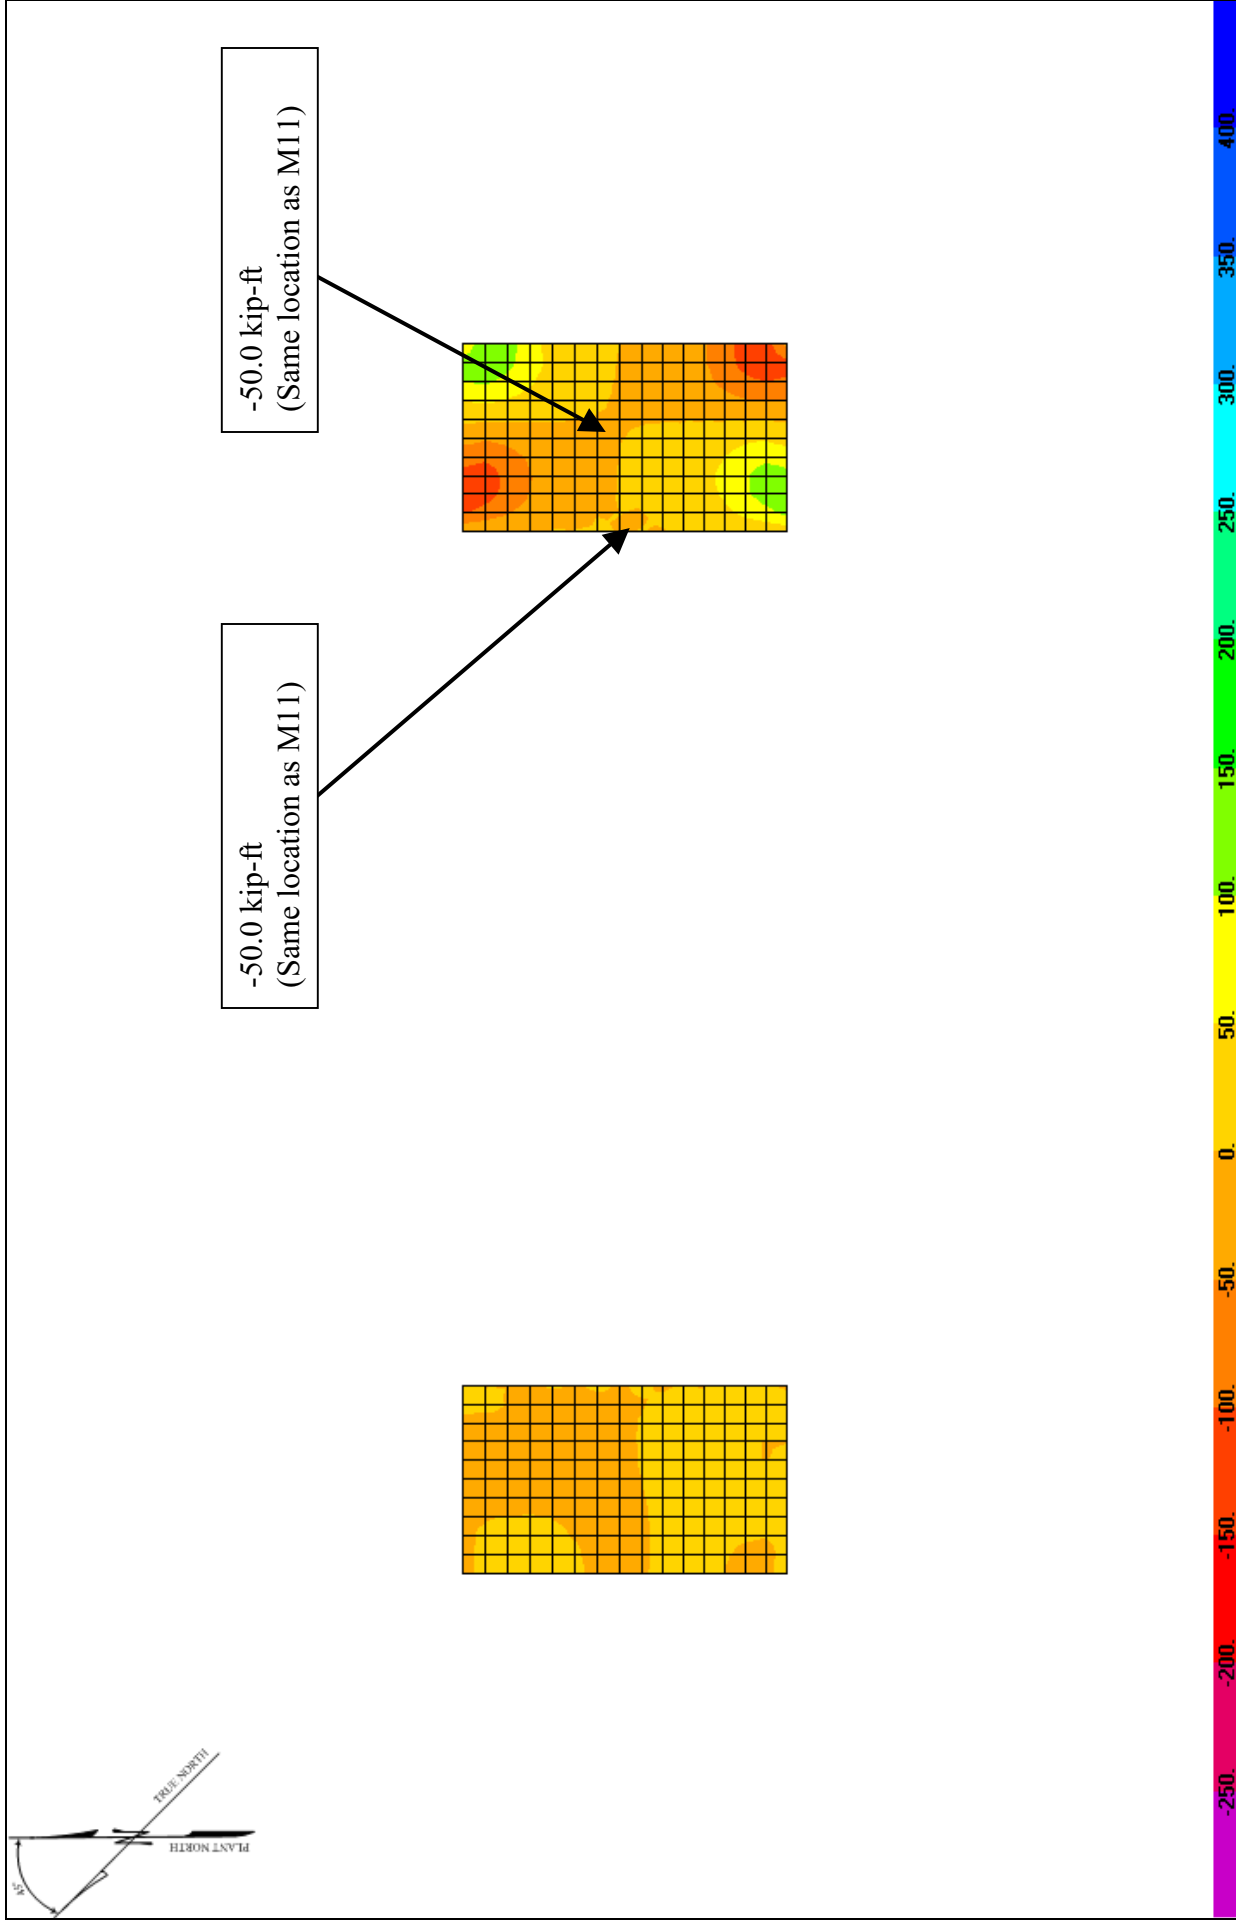 -50.0 kip-ft
(Same location as M11)
-50.0 kip-ft
(Same location as M11)
TRUE NORTH
PLANT NORTH
45°
-250. -200. -150. -100. -50. 0. 50. 100. 150. 200. 250. 300. 350. 400.